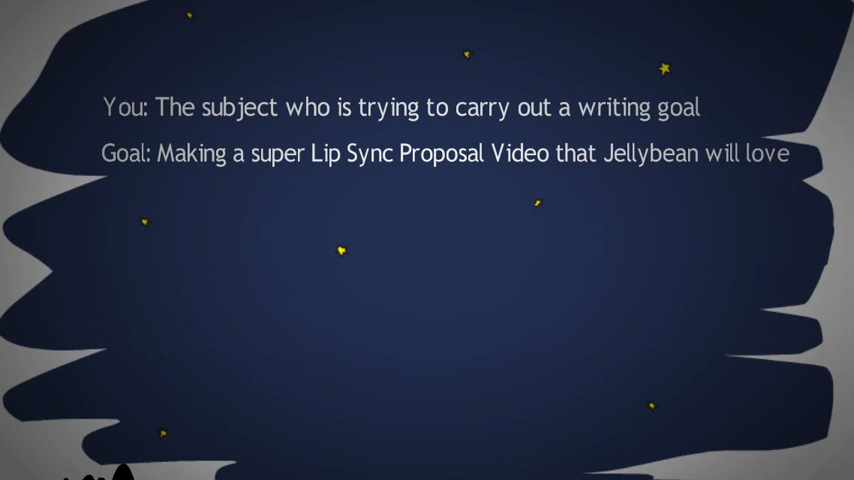 You: The subject who is trying to carry out a writing goal
Goal: Making a super Lip Sync Proposal Video that Jellybean will love